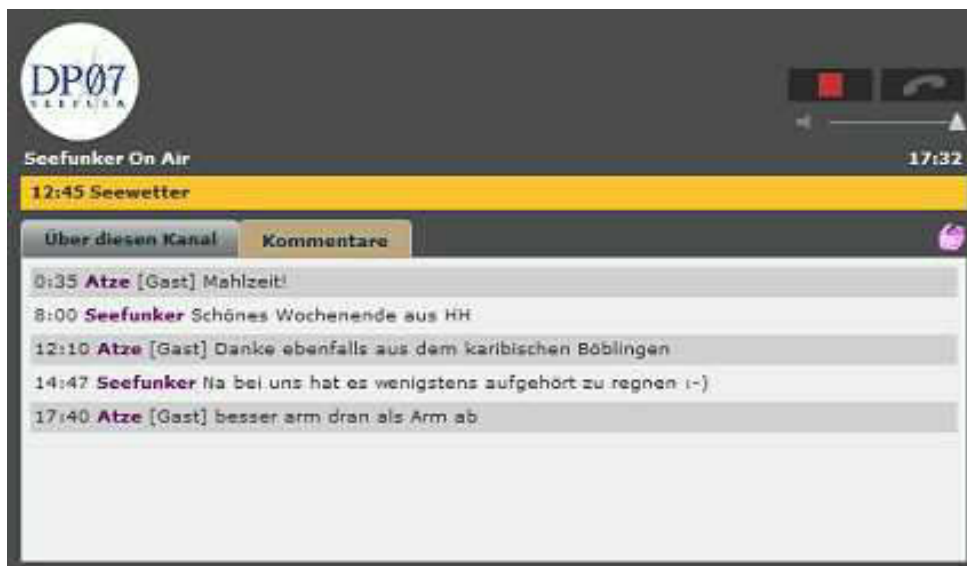 DP07
SEEFUNK
Seefunker On Air
17:32
12:45 Seewetter
Über diesen Kanal
Kommentare
0:35 Atze [Gast] Mahlzeit!
8:00 Seefunker Schönes Wochenende aus HH
12:10 Atze [Gast] Danke ebenfalls aus dem karibischen Böblingen
14:47 Seefunker Na bei uns hat es wenigstens aufgehört zu regnen :-)
17:40 Atze [Gast] besser arm dran als Arm ab